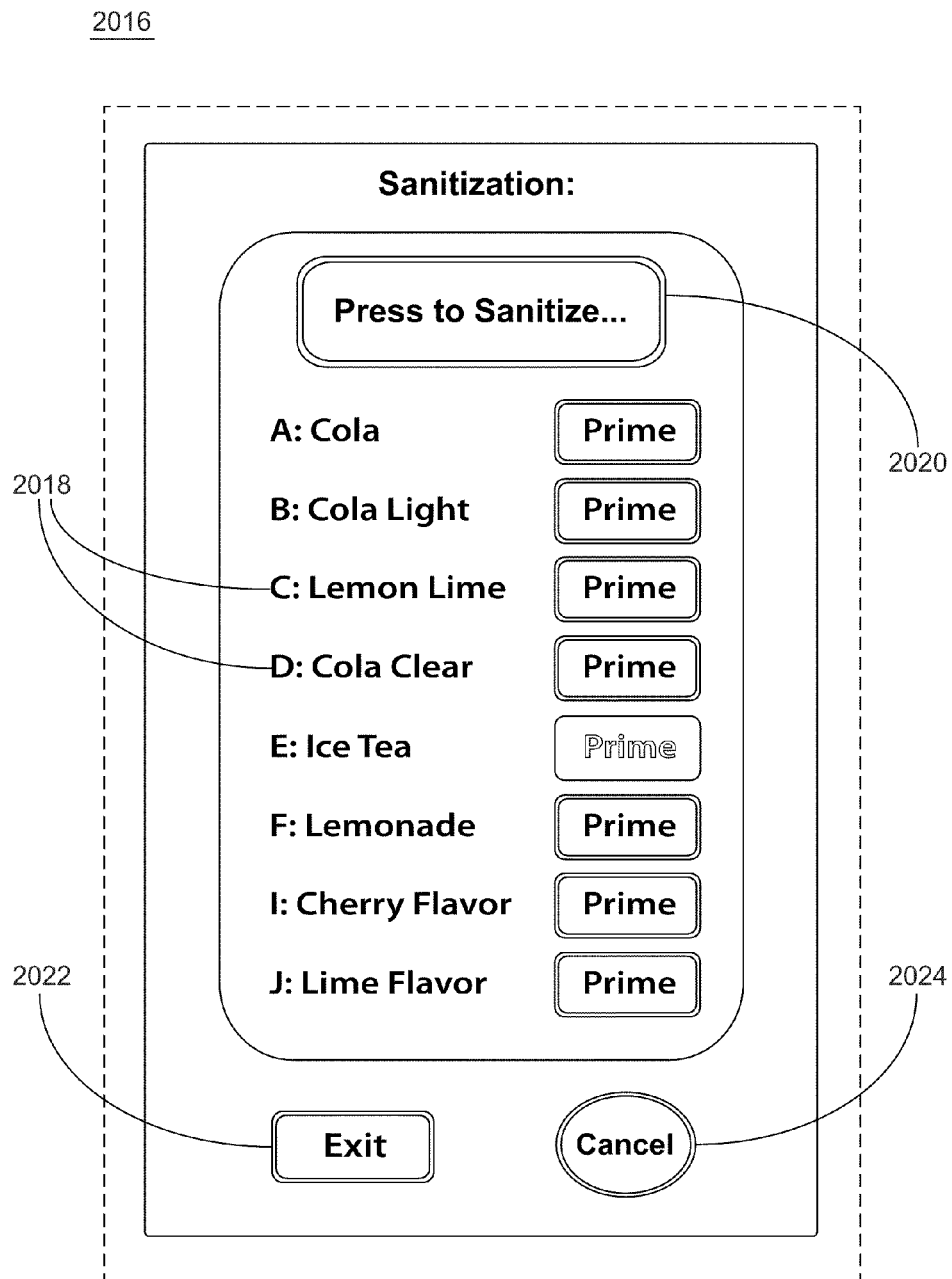 2016
Sanitization:
Press to Sanitize...
A: Cola Prime
2020
B: Cola Light Prime
2018
C: Lemon Lime Prime
D: Cola Clear Prime
E: Ice Tea Prime
F: Lemonade Prime
I: Cherry Flavor Prime
2022
J: Lime Flavor Prime
2024
Exit
Cancel